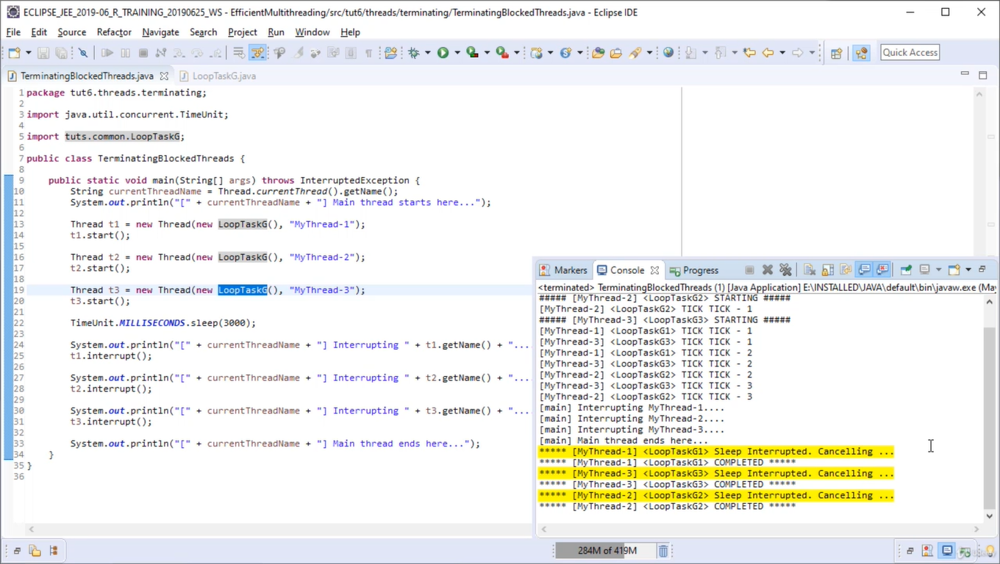 ECLIPSE_JEE_2019-06_R_TRAINING_20190625_WS - EfficientMultithreading/src/tut6/threads/terminating/TerminatingBlockedThreads.java - Eclipse IDE
File Edit Source Refactor Navigate Search Project Run Window Help
Quick Access
TerminatingBlockedThreads.java LoopTaskG.java
1 package tut6.threads.terminating;
2
3 import java.util.concurrent.TimeUnit;
4
5 import tuts.common.LoopTaskG;
6
7 public class TerminatingBlockedThreads {
8
9 public static void main(String[] args) throws InterruptedException {
10 String currentThreadName = Thread.currentThread().getName();
11 System.out.println("[" + currentThreadName + "] Main thread starts here...");
12
13 Thread t1 = new Thread(new LoopTaskG(), "MyThread-1");
14 t1.start();
15
16 Thread t2 = new Thread(new LoopTaskG(), "MyThread-2");
17 t2.start();
18
19 Thread t3 = new Thread(new LoopTaskG(), "MyThread-3");
20 t3.start();
21
22 TimeUnit.MILLISECONDS.sleep(3000);
23
24 System.out.println("[" + currentThreadName + "] Interrupting " + t1.getName() + "....
25 t1.interrupt();
26
27 System.out.println("[" + currentThreadName + "] Interrupting " + t2.getName() + "....
28 t2.interrupt();
29
30 System.out.println("[" + currentThreadName + "] Interrupting " + t3.getName() + "....
31 t3.interrupt();
32
33 System.out.println("[" + currentThreadName + "] Main thread ends here...");
34 }
35 }
36
Markers Console Progress
<terminated> TerminatingBlockedThreads (1) [Java Application] E:\INSTALLED\JAVA\default\bin\javaw.exe (May
##### [MyThread-2] <LoopTaskG2> STARTING #####
[MyThread-2] <LoopTaskG2> TICK TICK - 1
##### [MyThread-3] <LoopTaskG3> STARTING #####
[MyThread-1] <LoopTaskG1> TICK TICK - 1
[MyThread-3] <LoopTaskG3> TICK TICK - 1
[MyThread-1] <LoopTaskG1> TICK TICK - 2
[MyThread-3] <LoopTaskG3> TICK TICK - 2
[MyThread-2] <LoopTaskG2> TICK TICK - 2
[MyThread-3] <LoopTaskG3> TICK TICK - 3
[MyThread-2] <LoopTaskG2> TICK TICK - 3
[main] Interrupting MyThread-1....
[main] Interrupting MyThread-2....
[main] Interrupting MyThread-3....
[main] Main thread ends here...
***** [MyThread-1] <LoopTaskG1> Sleep Interrupted. Cancelling ...
***** [MyThread-1] <LoopTaskG1> COMPLETED *****
***** [MyThread-3] <LoopTaskG3> Sleep Interrupted. Cancelling ...
***** [MyThread-3] <LoopTaskG3> COMPLETED *****
***** [MyThread-2] <LoopTaskG2> Sleep Interrupted. Cancelling ...
***** [MyThread-2] <LoopTaskG2> COMPLETED *****
284M of 419M